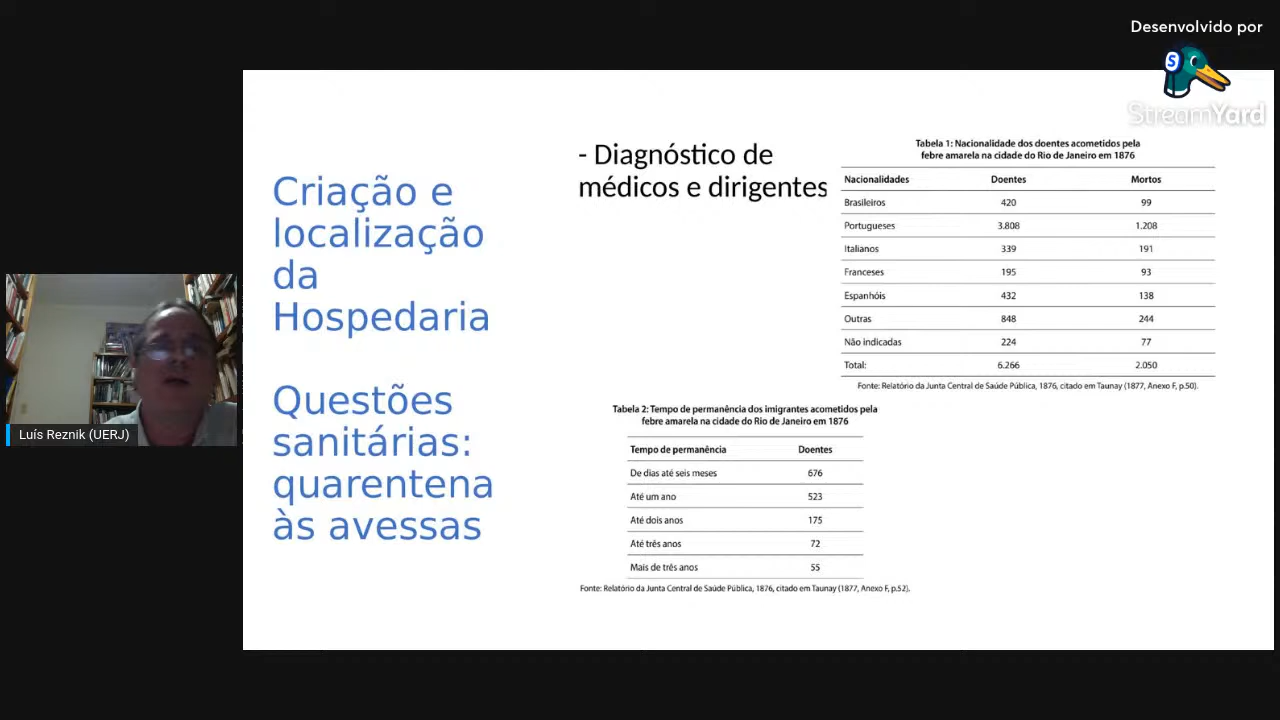 Desenvolvido por
StreamYard
Criação e
localização
da
Hospedaria
Questões
sanitárias:
quarentena
às avessas
- Diagnóstico de
médicos e dirigentes
Tabela 1: Nacionalidade dos doentes acometidos pela
febre amarela na cidade do Rio de Janeiro em 1876
Nacionalidades Doentes Mortos
Brasileiros 420 99
Portugueses 3.808 1.208
Italianos 339 191
Franceses 195 93
Espanhóis 432 138
Outras 848 244
Não indicadas 224 77
Total: 6.266 2.050
Fonte: Relatório da Junta Central de Saúde Pública, 1876, citado em Taunay (1877, Anexo F, p.50).
Tabela 2: Tempo de permanência dos imigrantes acometidos pela
febre amarela na cidade do Rio de Janeiro em 1876
Tempo de permanência Doentes
De dias até seis meses 676
Até um ano 523
Até dois anos 175
Até três anos 72
Mais de três anos 55
Fonte: Relatório da Junta Central de Saúde Pública, 1876, citado em Taunay (1877, Anexo F, p.52).
Luís Reznik (UERJ)